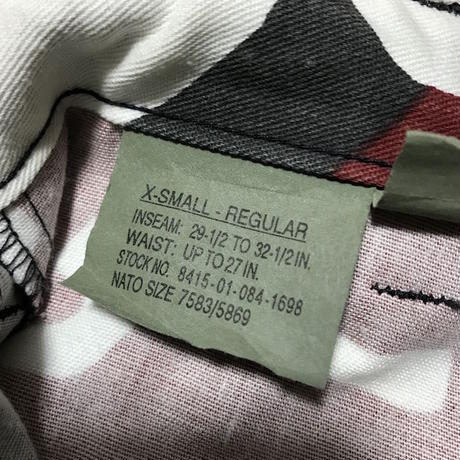 X-SMALL - REGULAR
INSEAM: 29-1/2 TO 32-1/2 IN.
WAIST: UP TO 27 IN.
STOCK NO. 8415-01-084-1698
NATO SIZE 7583/5869